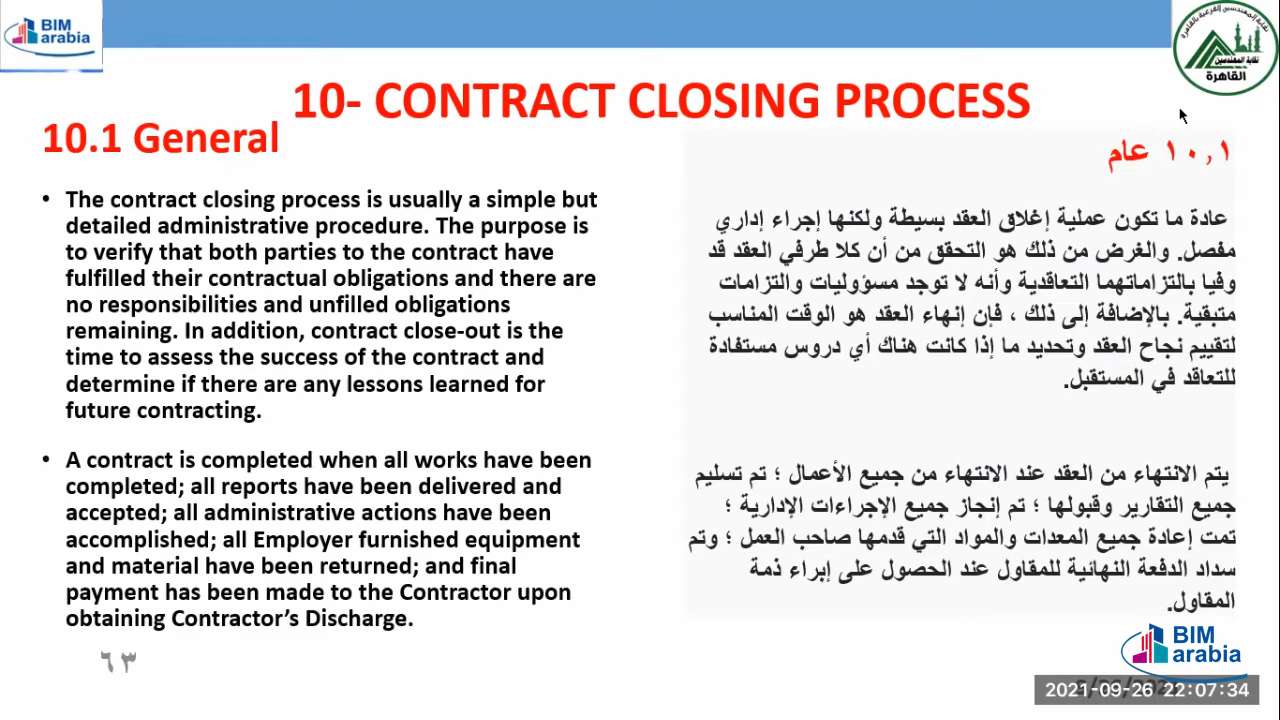 BIM
arabia
نقابة المهندسين الفرعية بالقاهرة
نقابة المهندسين
القاهرة
10- CONTRACT CLOSING PROCESS
10.1 General
• The contract closing process is usually a simple but
detailed administrative procedure. The purpose is
to verify that both parties to the contract have
fulfilled their contractual obligations and there are
no responsibilities and unfilled obligations
remaining. In addition, contract close-out is the
time to assess the success of the contract and
determine if there are any lessons learned for
future contracting.
• A contract is completed when all works have been
completed; all reports have been delivered and
accepted; all administrative actions have been
accomplished; all Employer furnished equipment
and material have been returned; and final
payment has been made to the Contractor upon
obtaining Contractor’s Discharge.
١٠,١ عام
عادة ما تكون عملية إغلاق العقد بسيطة ولكنها إجراء إداري
مفصل. والغرض من ذلك هو التحقق من أن كلا طرفي العقد قد
وفيا بالتزاماتهما التعاقدية وأنه لا توجد مسؤوليات والتزامات
متبقية. بالإضافة إلى ذلك ، فإن إنهاء العقد هو الوقت المناسب
لتقييم نجاح العقد وتحديد ما إذا كانت هناك أي دروس مستفادة
للتعاقد في المستقبل.
يتم الانتهاء من العقد عند الانتهاء من جميع الأعمال ؛ تم تسليم
جميع التقارير وقبولها ؛ تم إنجاز جميع الإجراءات الإدارية ؛
تمت إعادة جميع المعدات والمواد التي قدمها صاحب العمل ؛ وتم
سداد الدفعة النهائية للمقاول عند الحصول على إبراء ذمة
المقاول.
٦٣
BIM
arabia
2021-09-26 22:07:34